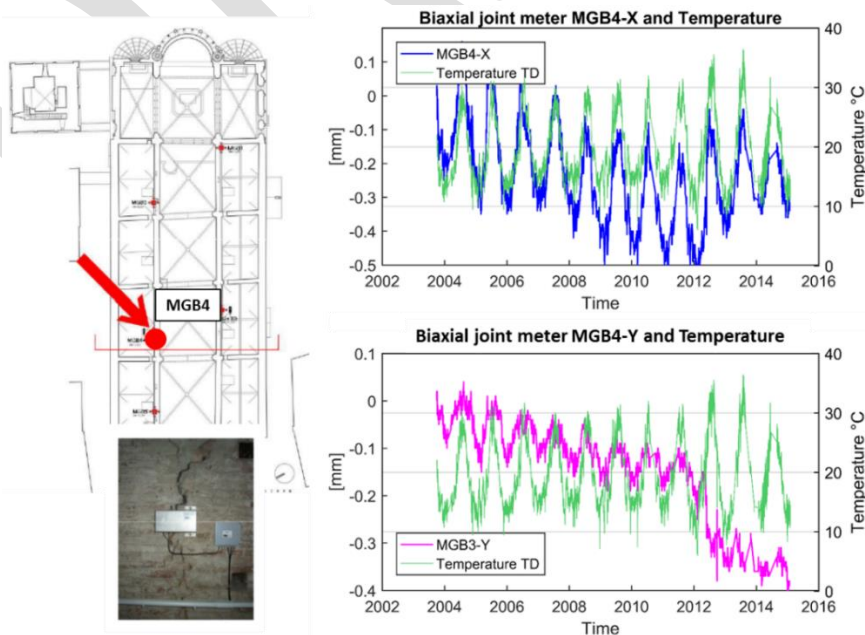 MGB4
Biaxial joint meter MGB4-X and Temperature
MGB4-X
Temperature TD
0.1
0
-0.1
-0.2
-0.3
-0.4
-0.5
[mm]
40
30
20
10
0
Temperature °C
2002 2004 2006 2008 2010 2012 2014 2016
Time
Biaxial joint meter MGB4-Y and Temperature
0.1
0
-0.1
-0.2
-0.3
-0.4
[mm]
MGB3-Y
Temperature TD
40
30
20
10
0
Temperature °C
2002 2004 2006 2008 2010 2012 2014 2016
Time